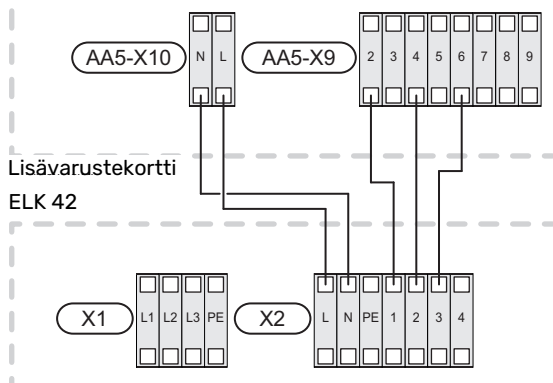 AA5-X10 N L AA5-X9 2 3 4 5 6 7 8 9
Lisävarustekortti
ELK 42
X1 L1 L2 L3 PE X2 L N PE 1 2 3 4